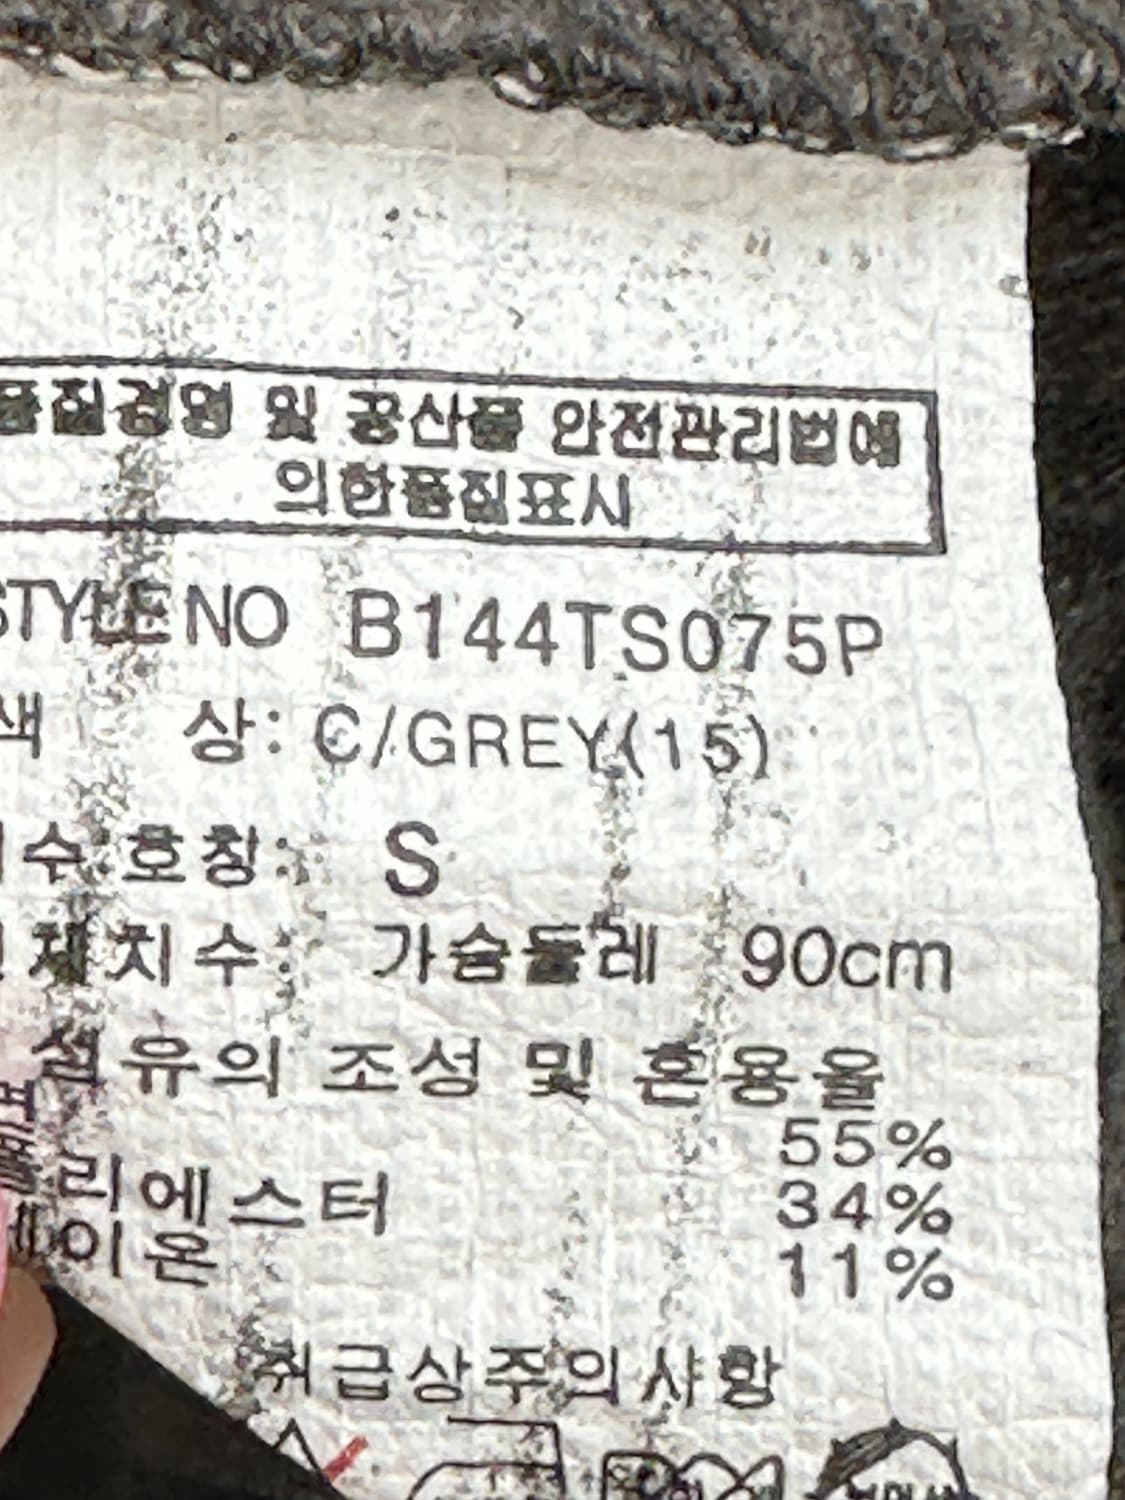 품질경영 및 공산품 안전관리법에
의한품질표시
STYLE NO B144TS075P
색 상: C/GREY(15)
수 호칭: S
체치수: 가슴둘레 90cm
섬유의 조성 및 혼용율
55%
리에스터 34%
이온 11%
취급상주의사항